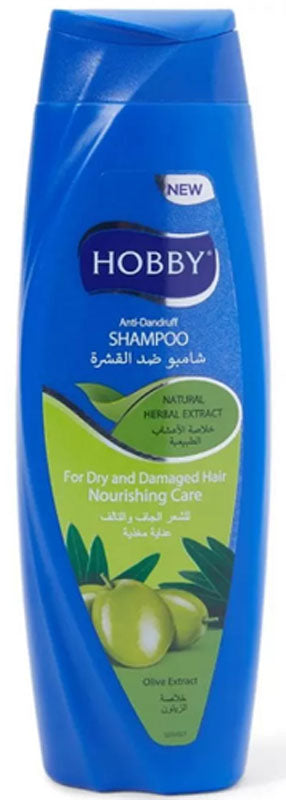 NEW
HOBBY®
Anti-Dandruff
SHAMPOO
شامبو ضد القشرة
NATURAL
HERBAL EXTRACT
خلاصة الأعشاب
الطبيعية
For Dry and Damaged Hair
Nourishing Care
للشعر الجاف والتالف
عناية مغذية
Olive Extract
خلاصة
الزيتون